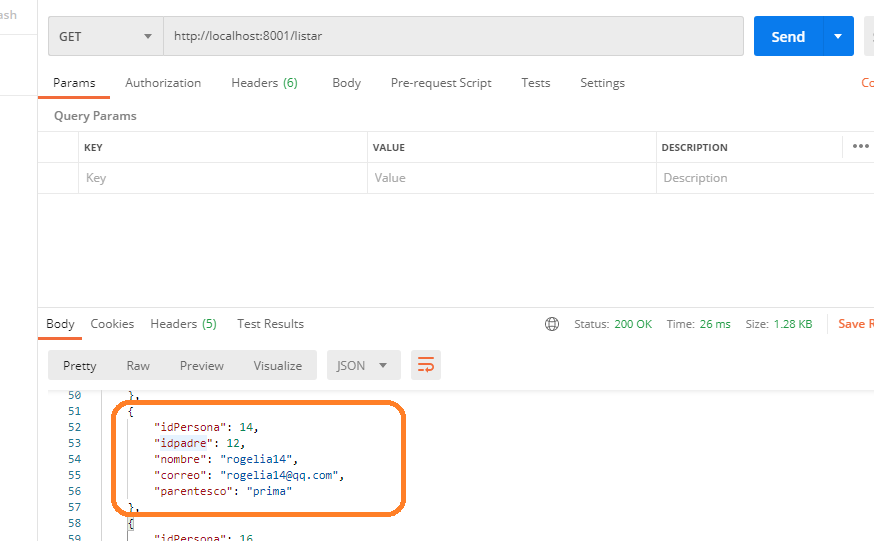 ash
GET http://localhost:8001/listar Send
Params Authorization Headers (6) Body Pre-request Script Tests Settings Co
Query Params
KEY VALUE DESCRIPTION •••
Key Value Description
Body Cookies Headers (5) Test Results Status: 200 OK Time: 26 ms Size: 1.28 KB Save R
Pretty Raw Preview Visualize JSON
50 },
51 {
52 "idPersona": 14,
53 "idpadre": 12,
54 "nombre": "rogelia14",
55 "correo": "rogelia14@qq.com",
56 "parentesco": "prima"
57 },
58 {
59 "idPersona": 16,